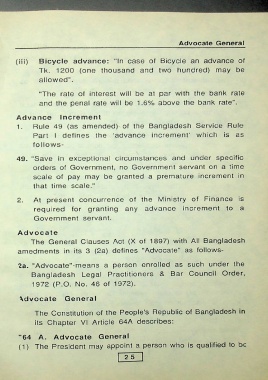 Advocate General
(iii) Bicycle advance: "In case of Bicycle an advance of
Tk. 1200 (one thousand and two hundred) may be
allowed".
"The rate of interest will be at par with the bank rate
and the penal rate will be 1.6% above the bank rate".
Advance Increment
1. Rule 49 (as amended) of the Bangladesh Service Rule
Part I defines the 'advance increment' which is as
follows-
49. "Save in exceptional circumstances and under specific
orders of Government, no Government servant on a time
scale of pay may be granted a premature increment in
that time scale."
2. At present concurrence of the Ministry of Finance is
required for granting any advance increment to a
Government servant.
Advocate
The General Clauses Act (X of 1897) with All Bangladesh
amedments in its 3 (2a) defines "Advocate" as follows-
2a. "Advocate"-means a person enrolled as such under the
Bangladesh Legal Practitioners & Bar Council Order,
1972 (P.O. No. 46 of 1972).
Advocate General
The Constitution of the People's Republic of Bangladesh in
its Chapter VI Article 64A describes:
"64 A. Advocate General
(1) The President may appoint a person who is qualified to be
25